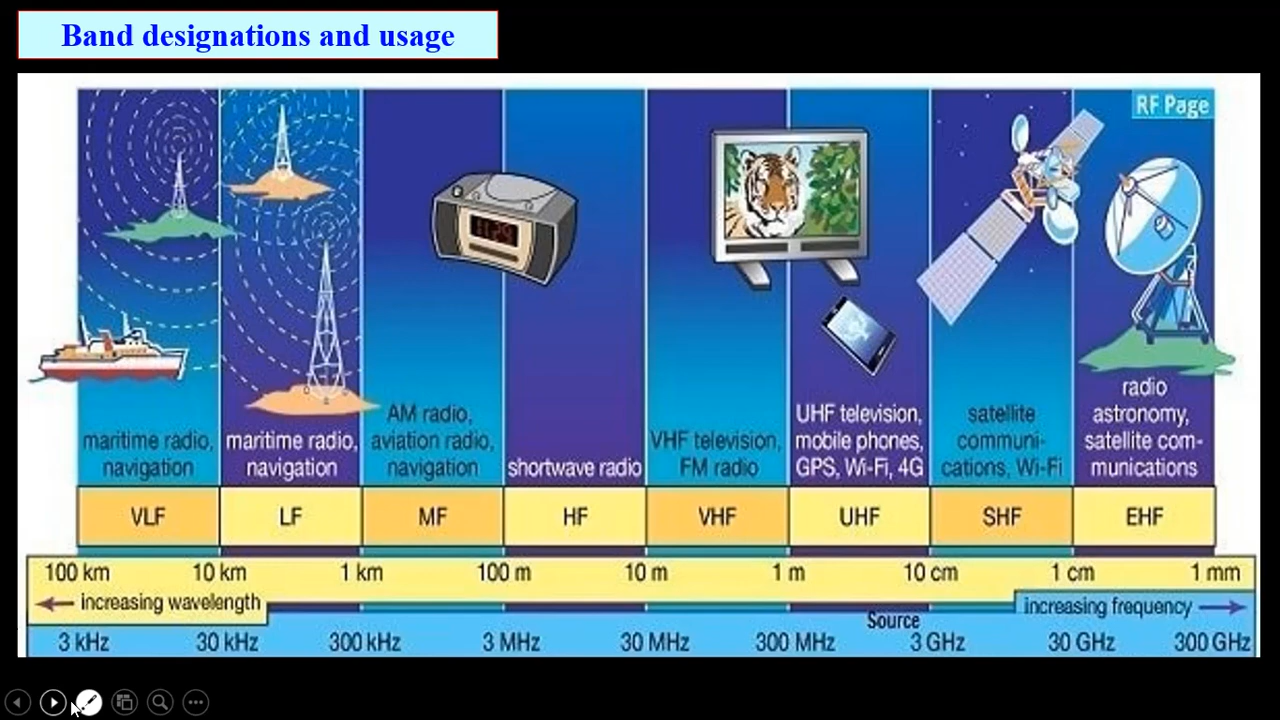 Band designations and usage
RF Page
11:29
maritime radio,
navigation
maritime radio,
navigation
AM radio,
aviation radio,
navigation
shortwave radio
VHF television,
FM radio
UHF television,
mobile phones,
GPS, Wi-Fi, 4G
satellite
communi-
cations, Wi-Fi
radio
astronomy,
satellite com-
munications
VLF LF MF HF VHF UHF SHF EHF
100 km 10 km 1 km 100 m 10 m 1 m 10 cm 1 cm 1 mm
increasing wavelength
increasing frequency
Source
3 kHz 30 kHz 300 kHz 3 MHz 30 MHz 300 MHz 3 GHz 30 GHz 300 GHz